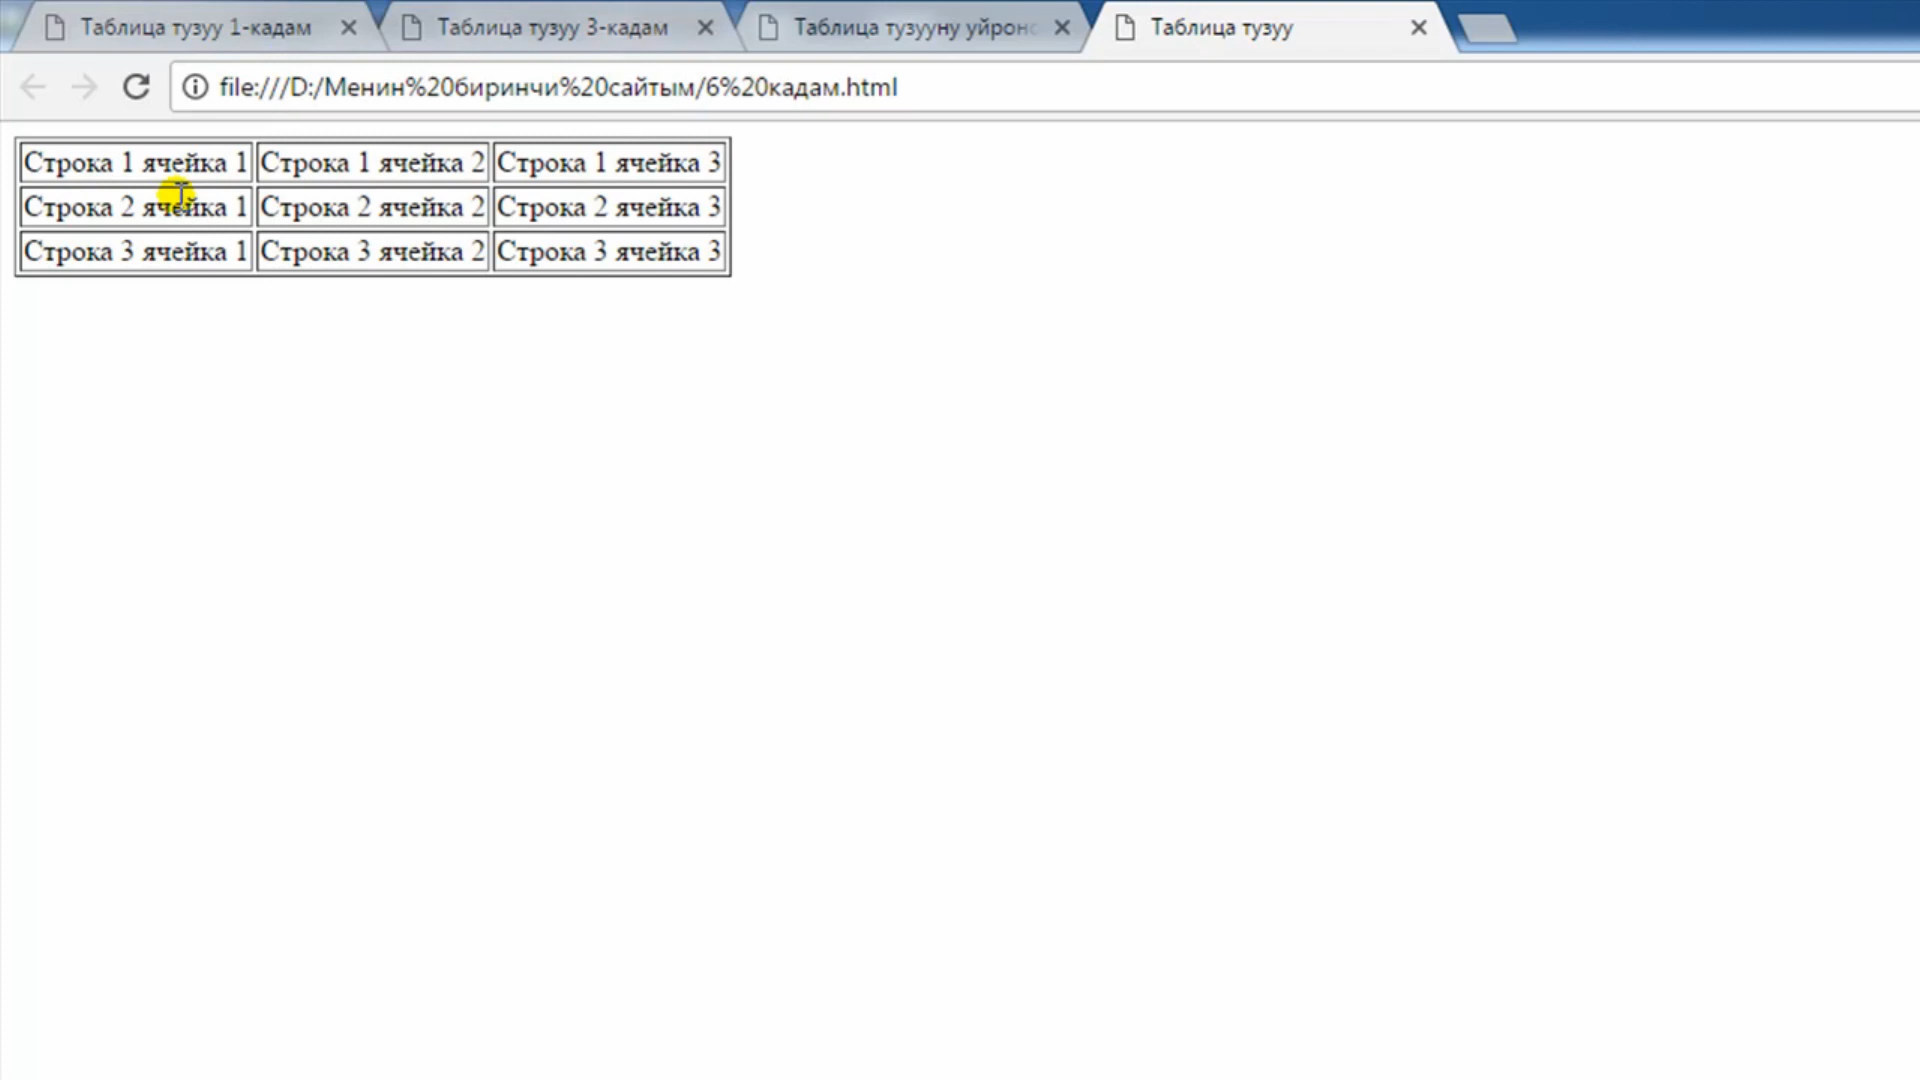 Таблица тузуу 1-кадам
Таблица тузуу 3-кадам
Таблица тузууну уйрон
Таблица тузуу
file:///D:/Менин%20биринчи%20сайтым/6%20кадам.html
Строка 1 ячейка 1 Строка 1 ячейка 2 Строка 1 ячейка 3
Строка 2 ячейка 1 Строка 2 ячейка 2 Строка 2 ячейка 3
Строка 3 ячейка 1 Строка 3 ячейка 2 Строка 3 ячейка 3